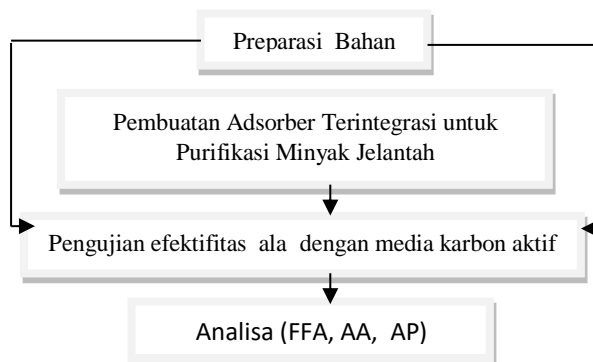 Preparasi Bahan
Pembuatan Adsorber Terintegrasi untuk
Purifikasi Minyak Jelantah
Pengujian efektifitas ala dengan media karbon aktif
Analisa (FFA, AA, AP)